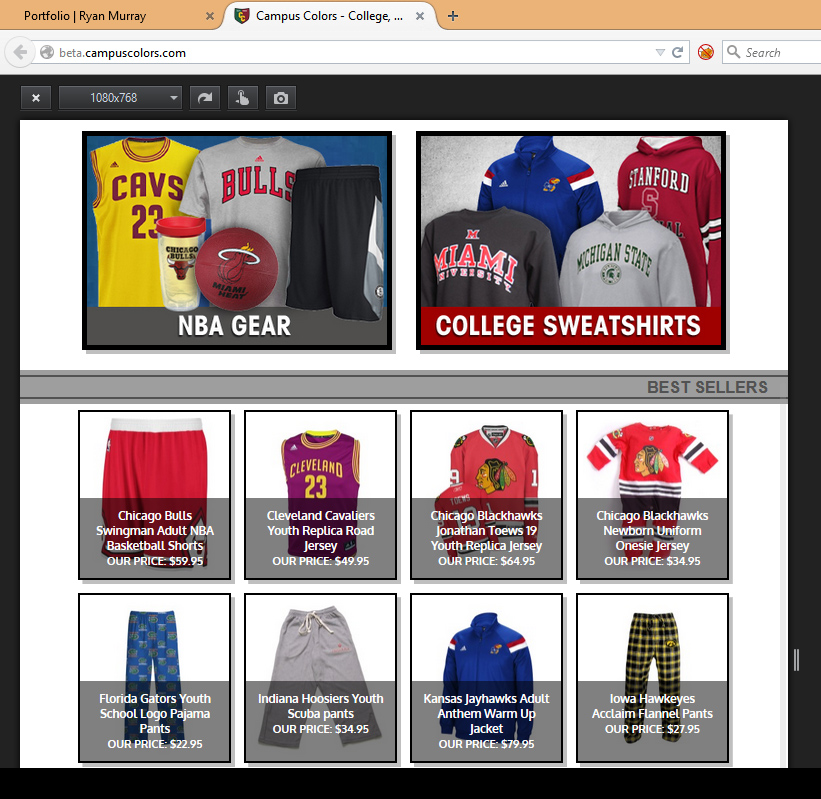 Portfolio | Ryan Murray
Campus Colors - College, ...
beta.campuscolors.com
Search
1080x768
CAVS
23
BULLS
CHICAGO
BULLS
MIAMI
HEAT
NBA GEAR
STANFORD
S
M
MIAMI
UNIVERSITY
MICHIGAN STATE
COLLEGE SWEATSHIRTS
BEST SELLERS
Chicago Bulls
Swingman Adult NBA
Basketball Shorts
OUR PRICE: $59.95
CLEVELAND
23
Cleveland Cavaliers
Youth Replica Road
Jersey
OUR PRICE: $49.95
TOEWS
19
Chicago Blackhawks
Jonathan Toews 19
Youth Replica Jersey
OUR PRICE: $64.95
Chicago Blackhawks
Newborn Uniform
Onesie Jersey
OUR PRICE: $34.95
Florida Gators Youth
School Logo Pajama
Pants
OUR PRICE: $22.95
Indiana Hoosiers Youth
Scuba pants
OUR PRICE: $34.95
Kansas Jayhawks Adult
Anthem Warm Up
Jacket
OUR PRICE: $79.95
Iowa Hawkeyes
Acclaim Flannel Pants
OUR PRICE: $27.95